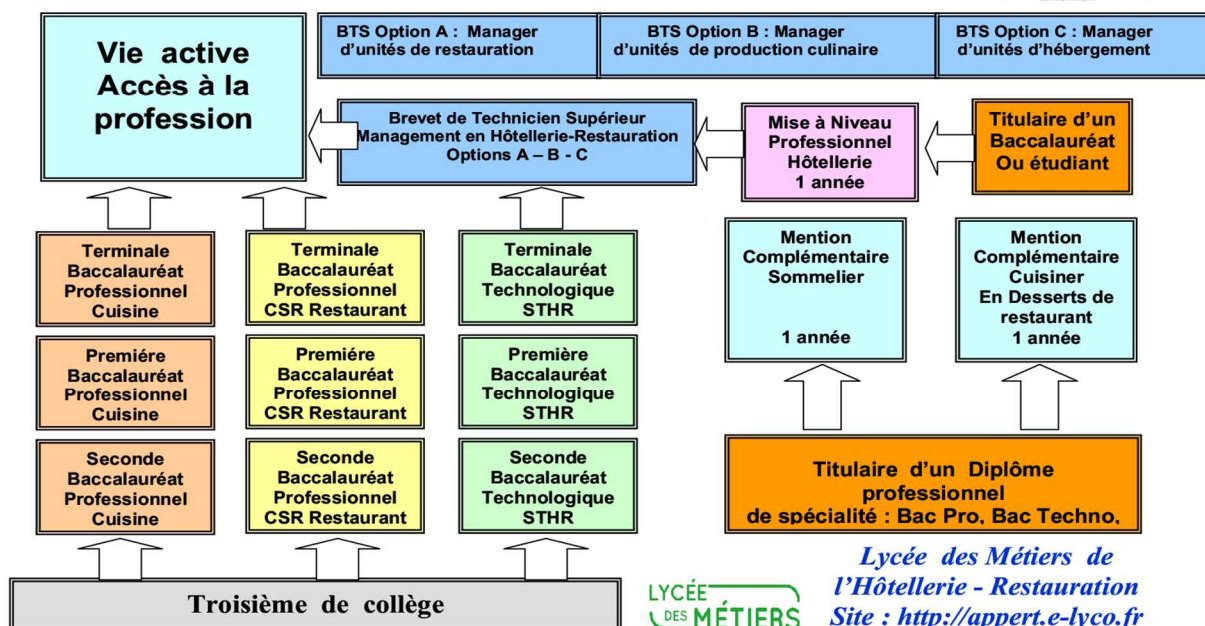 Vie active
Accès à la
profession
BTS Option A : Manager
d'unités de restauration
BTS Option B : Manager
d'unités de production culinaire
BTS Option C : Manager
d'unités d'hébergement
Brevet de Technicien Supérieur
Management en Hôtellerie-Restauration
Options A – B - C
Mise à Niveau
Professionnel
Hôtellerie
1 année
Titulaire d'un
Baccalauréat
Ou étudiant
Terminale
Baccalauréat
Professionnel
Cuisine
Terminale
Baccalauréat
Professionnel
CSR Restaurant
Terminale
Baccalauréat
Technologique
STHR
Mention
Complémentaire
Sommelier
1 année
Mention
Complémentaire
Cuisiner
En Desserts de
restaurant
1 année
Premiére
Baccalauréat
Professionnel
Cuisine
Premiére
Baccalauréat
Professionnel
CSR Restaurant
Première
Baccalauréat
Technologique
STHR
Seconde
Baccalauréat
Professionnel
Cuisine
Seconde
Baccalauréat
Professionnel
CSR Restaurant
Seconde
Baccalauréat
Technologique
STHR
Titulaire d'un Diplôme
professionnel
de spécialité : Bac Pro, Bac Techno,
Troisième de collège
LYCÉE
DES MÉTIERS
Lycée des Métiers de
l'Hôtellerie - Restauration
Site : http://appert.e-lyco.fr